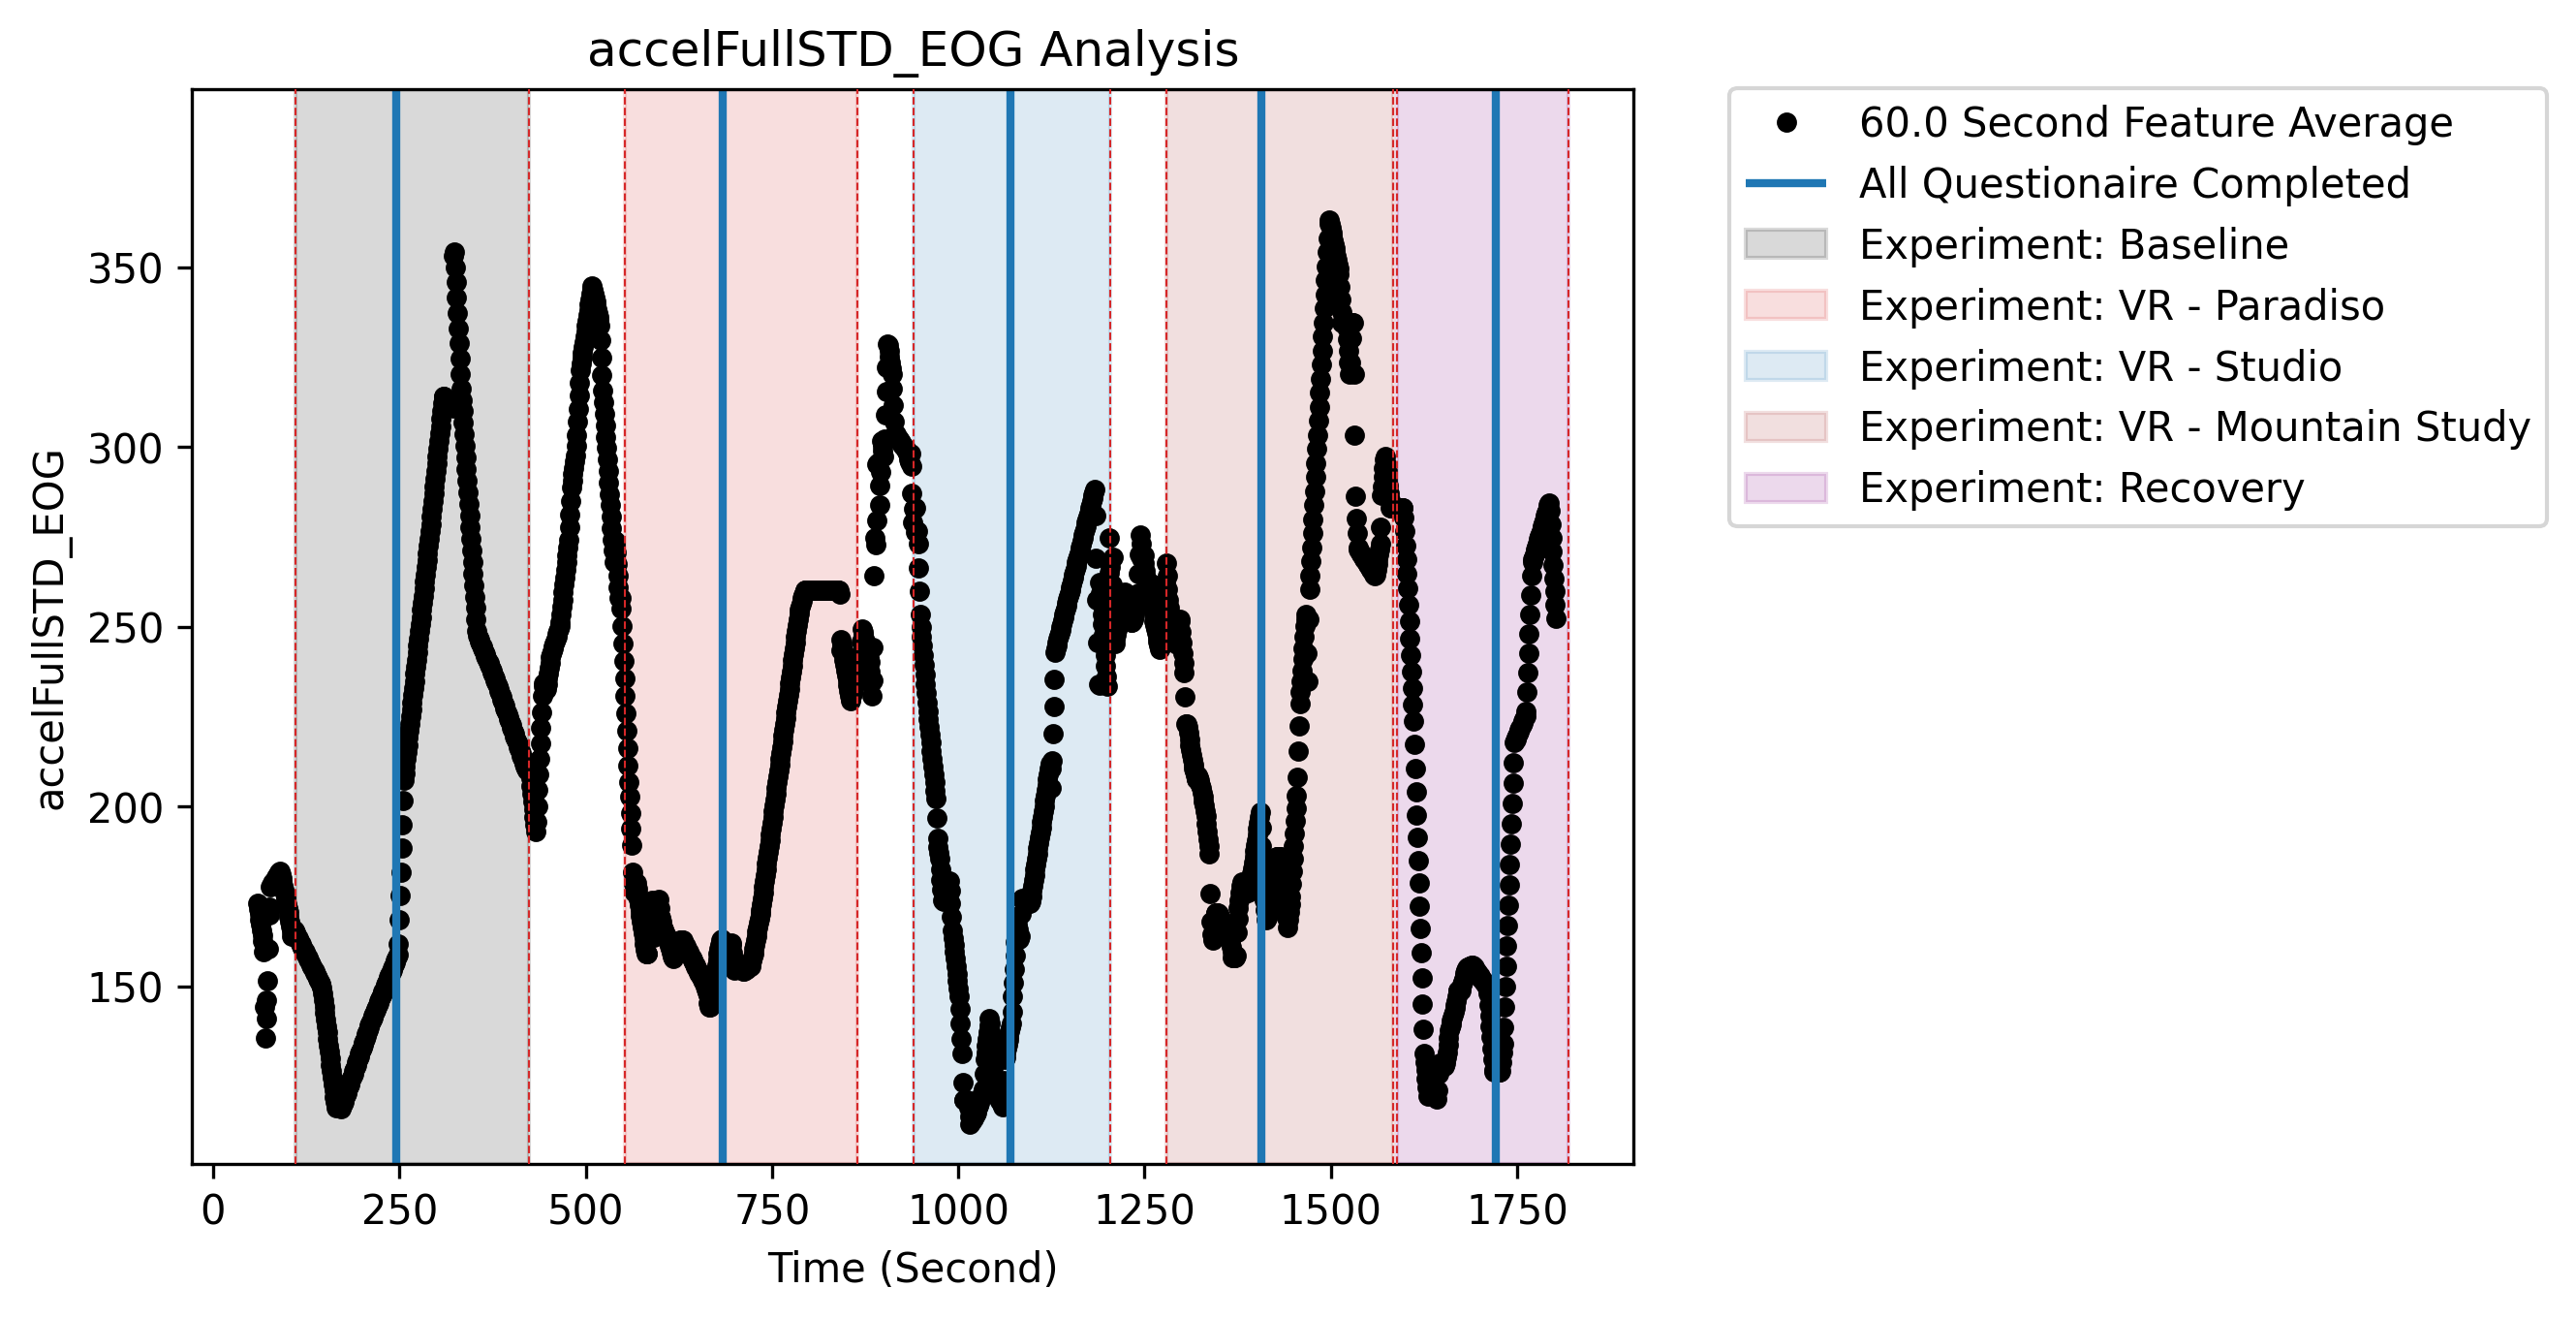 accelFullSTD_EOG Analysis
accelFullSTD_EOG
350
300
250
200
150
0
250
500
750
1000
1250
1500
1750
Time (Second)
60.0 Second Feature Average
All Questionaire Completed
Experiment: Baseline
Experiment: VR - Paradiso
Experiment: VR - Studio
Experiment: VR - Mountain Study
Experiment: Recovery